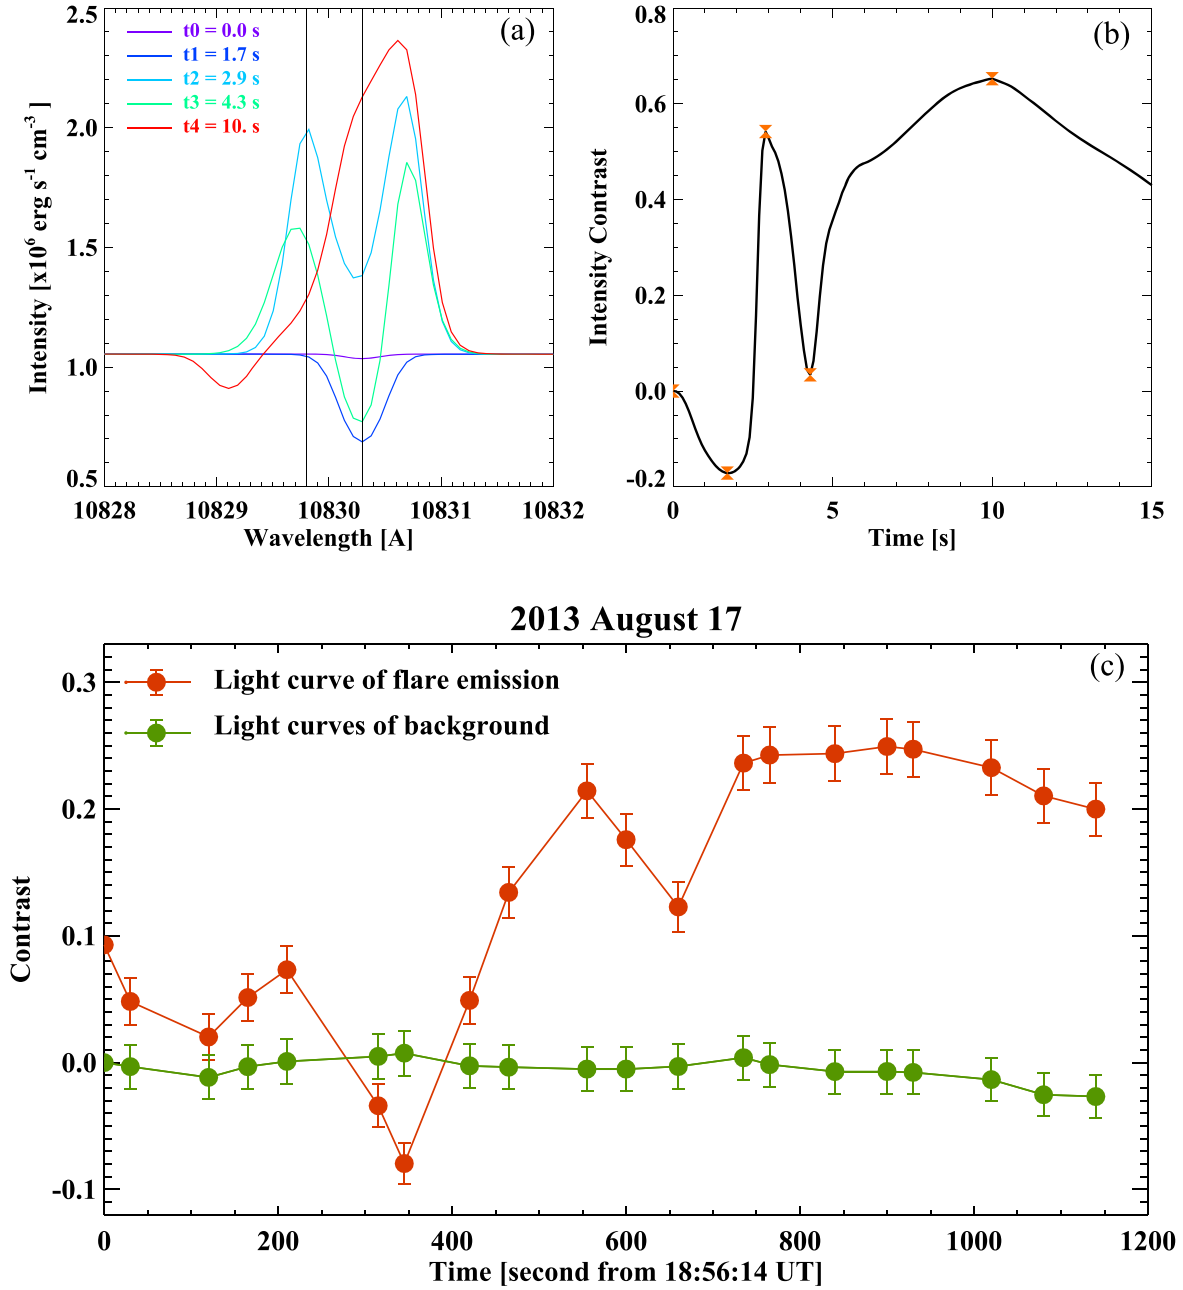 (a)
t0 = 0.0 s
t1 = 1.7 s
t2 = 2.9 s
t3 = 4.3 s
t4 = 10. s
2.5
2.0
1.5
1.0
0.5
Intensity [x10⁶ erg s⁻¹ cm⁻³ ]
10828 10829 10830 10831 10832
Wavelength [A]
(b)
0.8
0.6
0.4
0.2
0.0
-0.2
Intensity Contrast
0 5 10 15
Time [s]
2013 August 17
(c)
Light curve of flare emission
Light curves of background
0.3
0.2
0.1
0.0
-0.1
Contrast
0 200 400 600 800 1000 1200
Time [second from 18:56:14 UT]